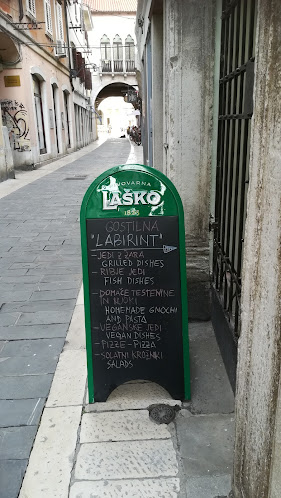 PIVOVARNA
LAŠKO
1825
GOSTILNA
"LABIRINT"
- JEDI Z ŽARA
GRILLED DISHES
- RIBJE JEDI
FISH DISHES
- DOMAČE TESTENINE
IN NJOKI
HOMEMADE GNOCHI
AND PASTA
- VEGANSKE JEDI
VEGAN DISHES
- PIZZE - PIZZA
- SOLATNI KROŽNIKI
SALADS